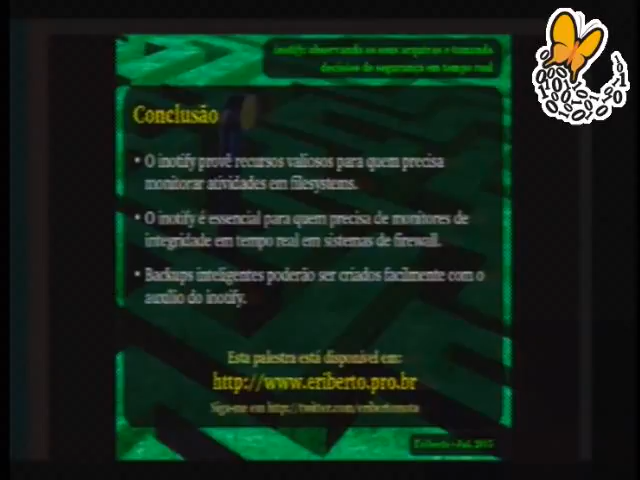 inotify: observando os seus arquivos e tomando
decisões de segurança em tempo real
Conclusão
• O inotify provê recursos valiosos para quem precisa
monitorar atividades em filesystems.
• O inotify é essencial para quem precisa de monitores de
integridade em tempo real em sistemas de firewall.
• Backups inteligentes poderão ser criados facilmente com o
auxílio do inotify.
Esta palestra está disponível em:
http://www.eriberto.pro.br
Siga-me em http://twitter.com/eribertomota
Eriberto - Jul. 2015